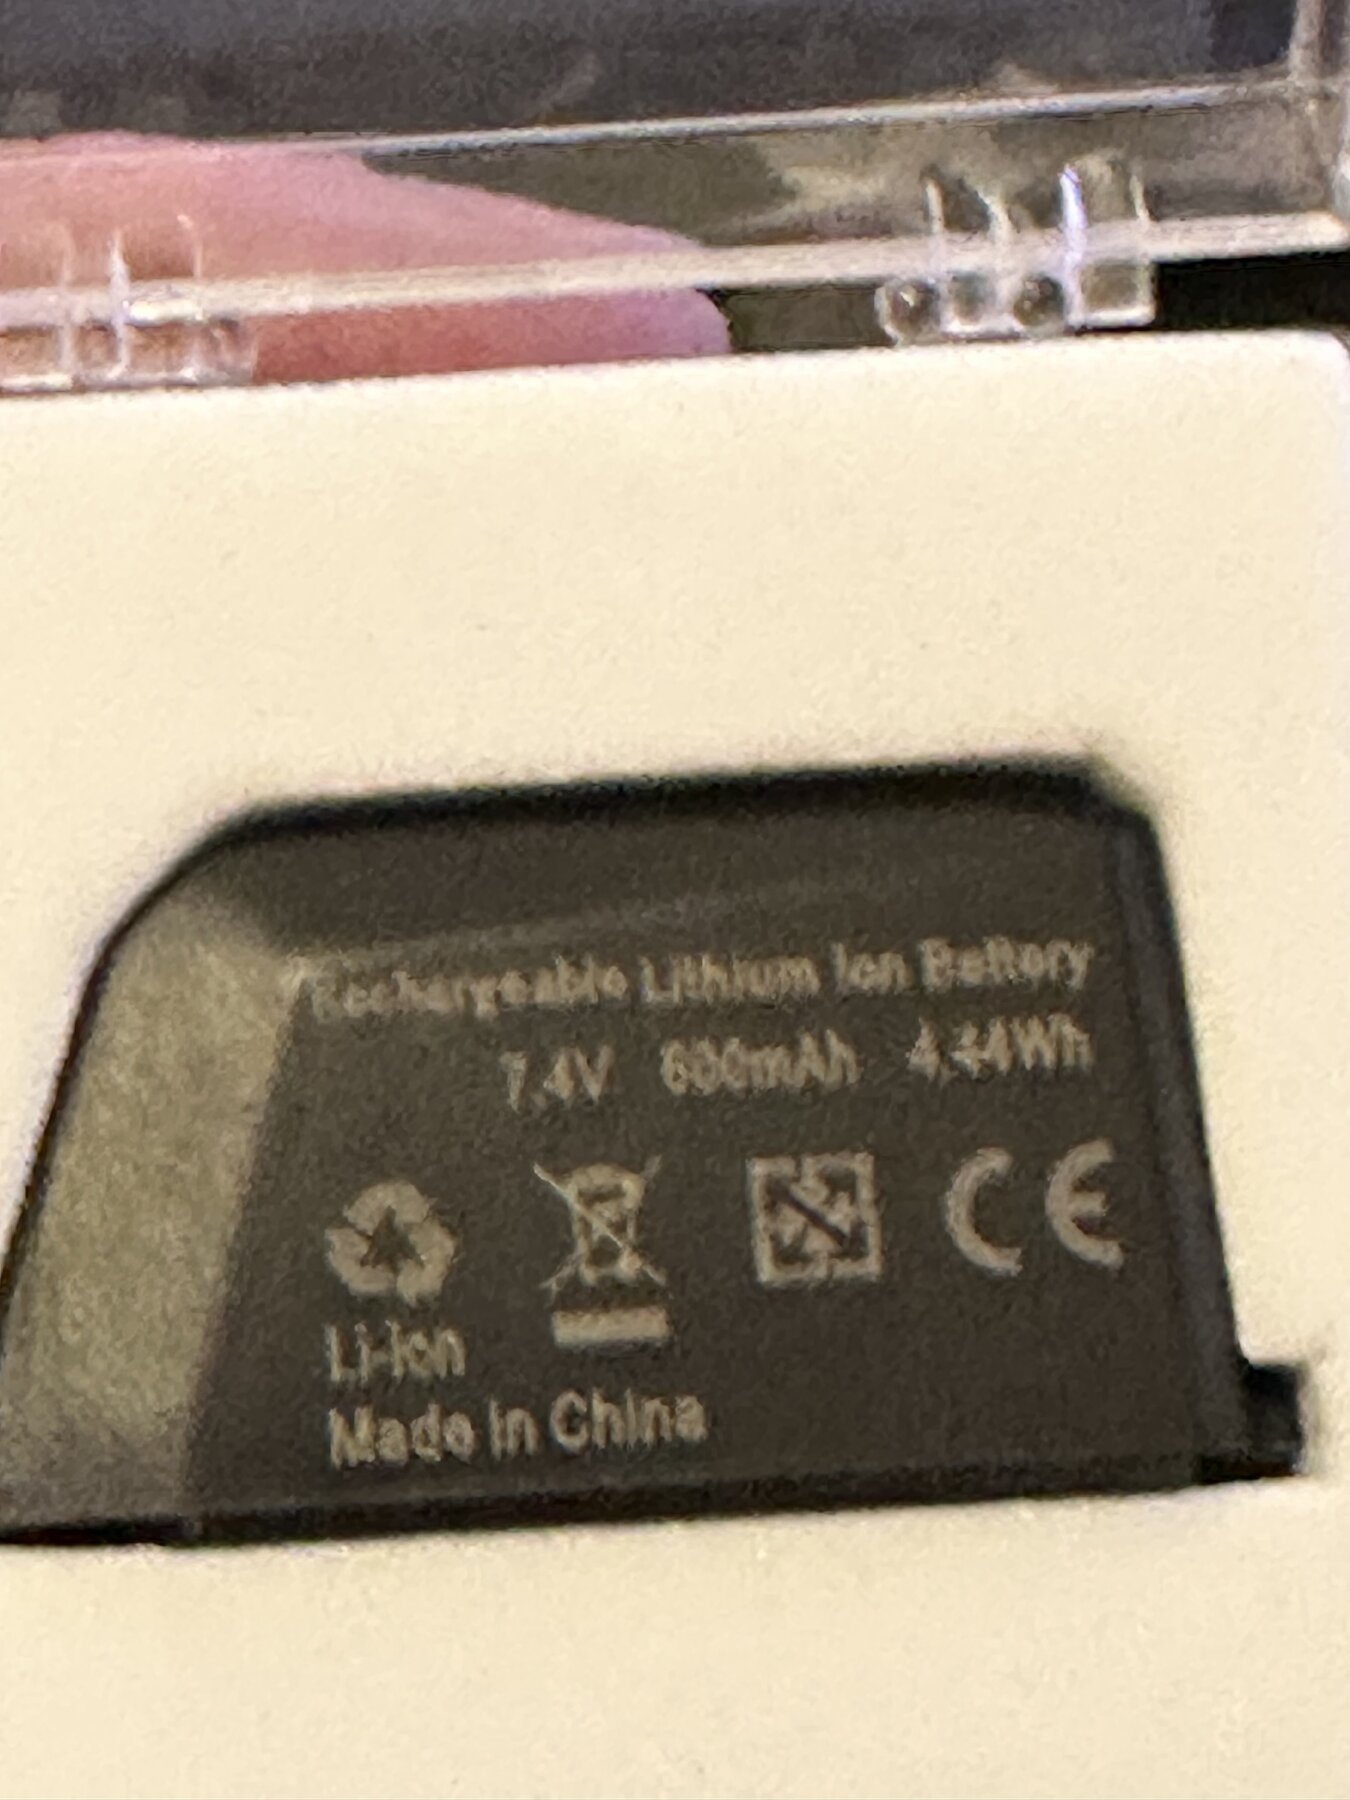 Rechargeable Lithium Ion Battery
7.4V 600mAh 4.44Wh
CE
Li-ion
Made in China